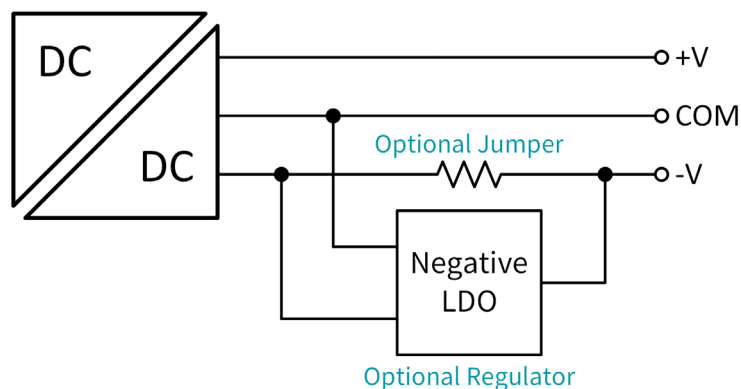 DC
DC
+V
COM
Optional Jumper
-V
Negative
LDO
Optional Regulator